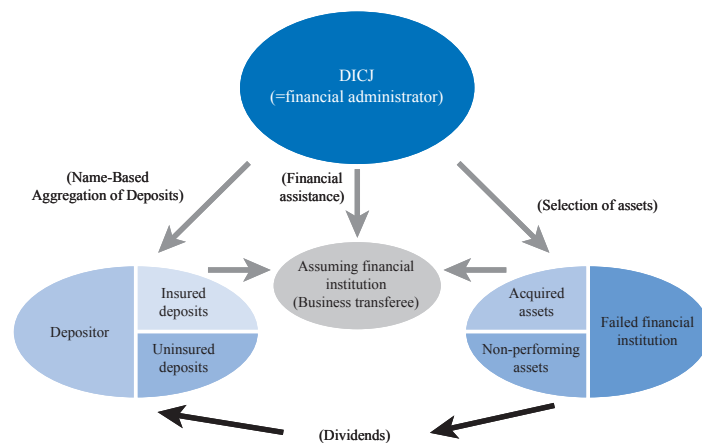 DICJ
(=financial administrator)
(Name-Based
Aggregation of Deposits)
(Financial
assistance)
(Selection of assets)
Depositor
Insured
deposits
Uninsured
deposits
Assuming financial
institution
(Business transferee)
Acquired
assets
Non-performing
assets
Failed financial
institution
(Dividends)